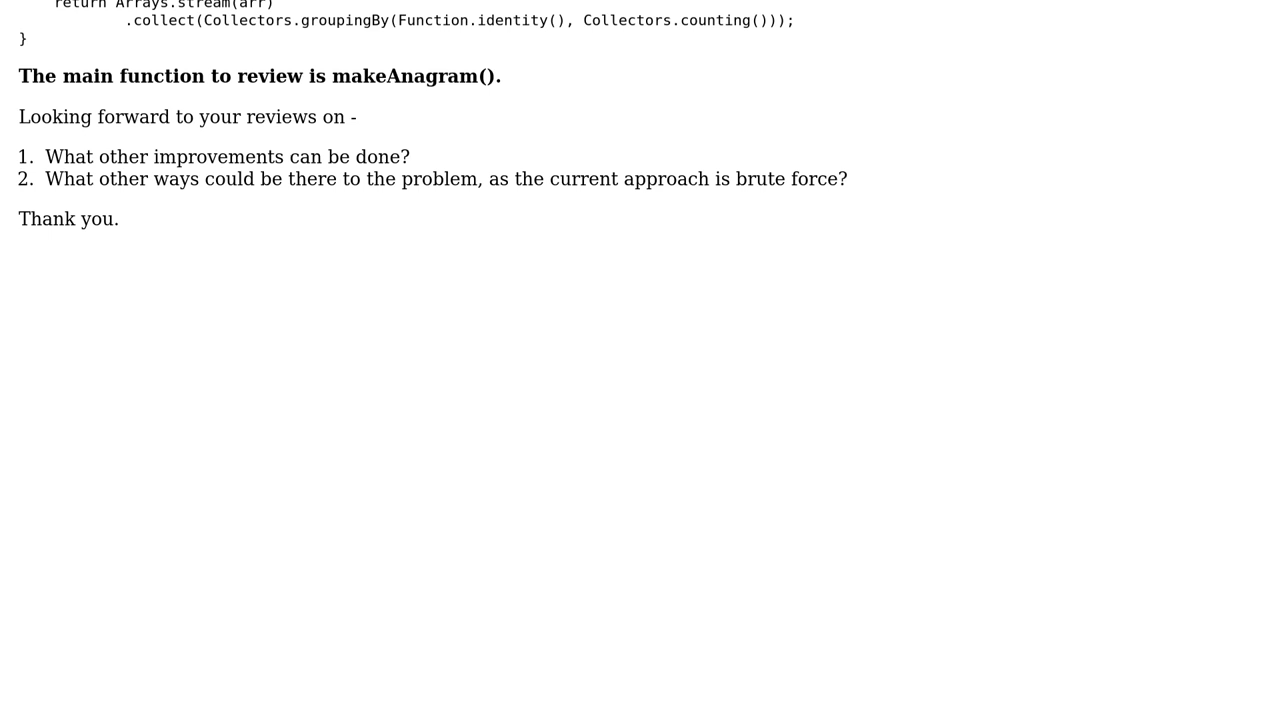 return Arrays.stream(arr)
.collect(Collectors.groupingBy(Function.identity(), Collectors.counting()));
}
The main function to review is makeAnagram().
Looking forward to your reviews on -
1. What other improvements can be done?
2. What other ways could be there to the problem, as the current approach is brute force?
Thank you.